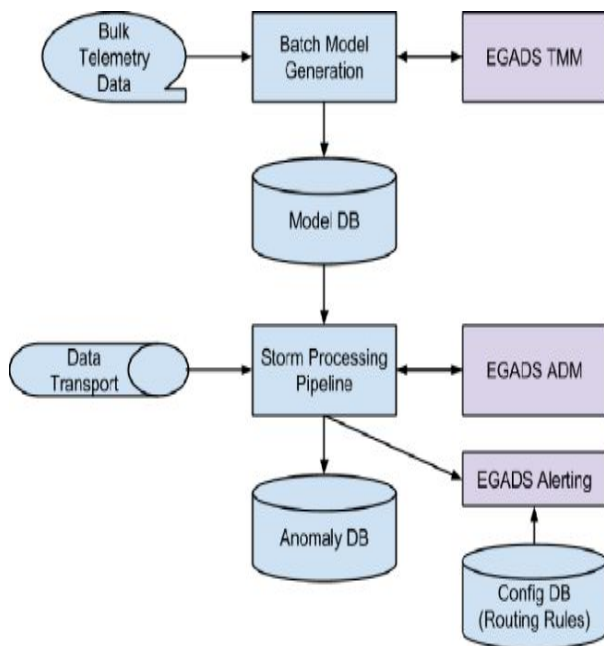 Bulk
Telemetry
Data
Batch Model
Generation
EGADS TMM
Model DB
Data
Transport
Storm Processing
Pipeline
EGADS ADM
EGADS Alerting
Anomaly DB
Config DB
(Routing Rules)